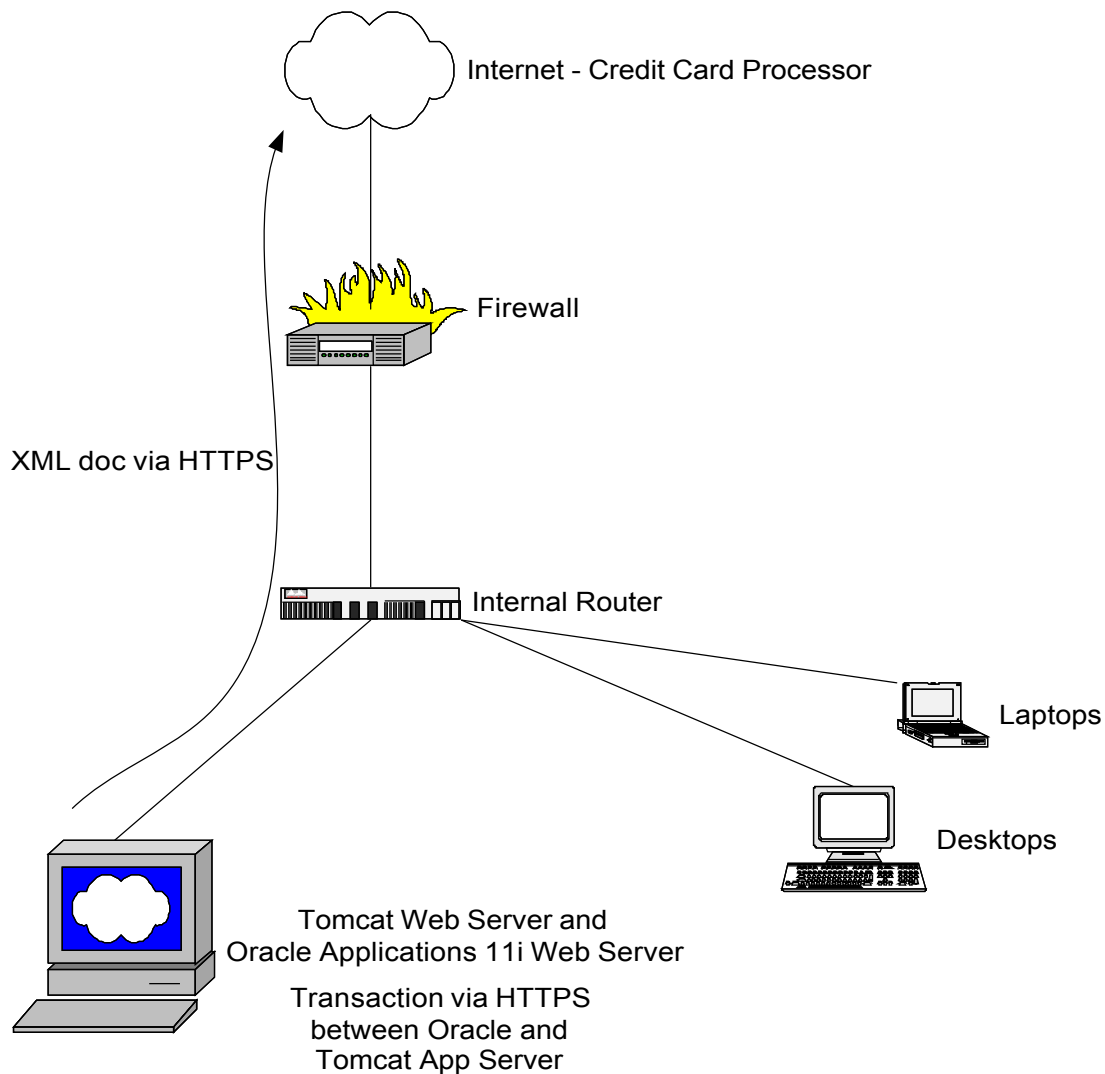 Internet - Credit Card Processor
Firewall
XML doc via HTTPS
Internal Router
Laptops
Desktops
Tomcat Web Server and
Oracle Applications 11i Web Server
Transaction via HTTPS
between Oracle and
Tomcat App Server